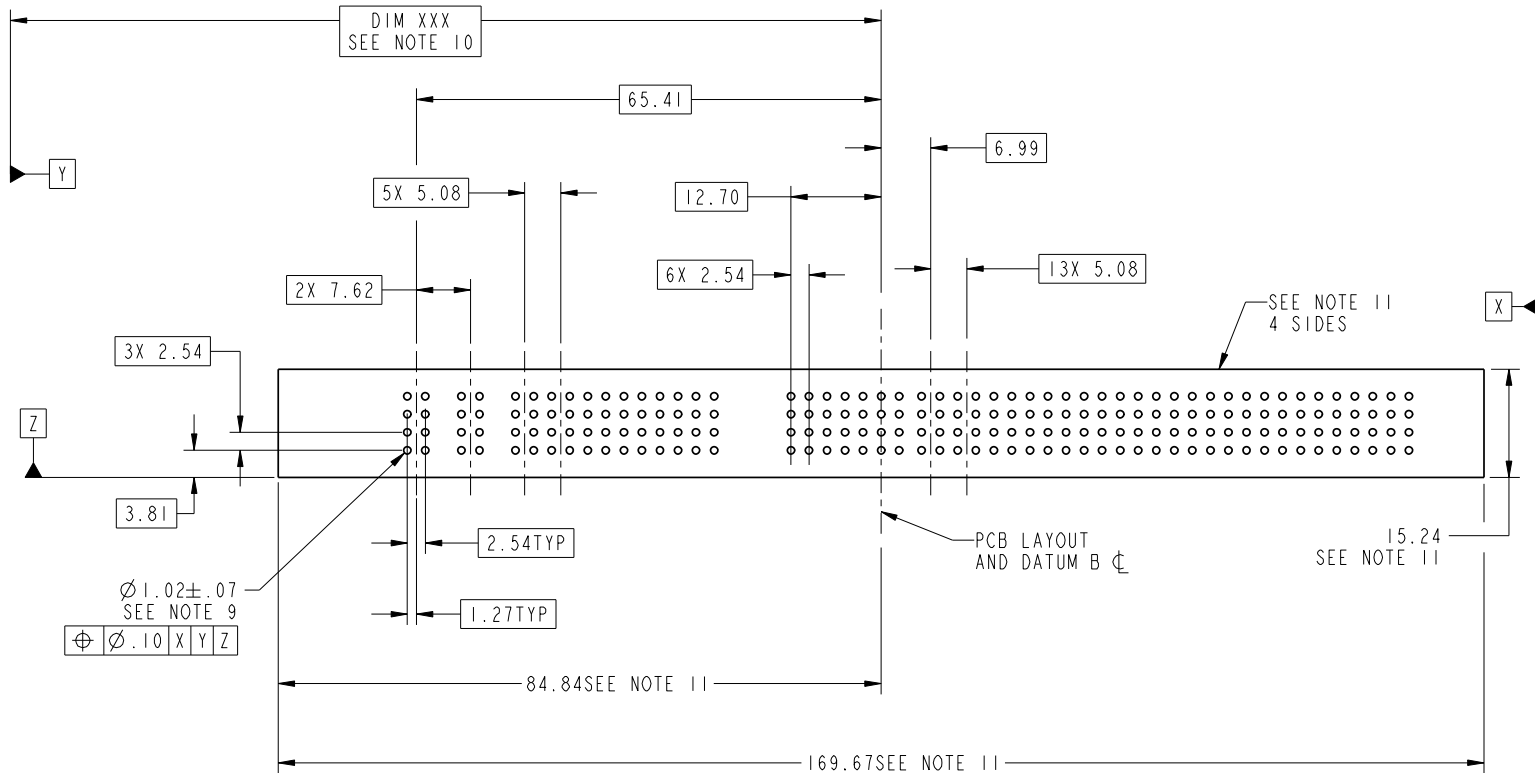 DIM XXX
SEE NOTE 10
65.41
6.99
Y
5X 5.08
12.70
6X 2.54
13X 5.08
2X 7.62
SEE NOTE 11
4 SIDES
X
3X 2.54
Z
3.81
2.54TYP
PCB LAYOUT
AND DATUM B ℄
15.24
SEE NOTE 11
Ø1.02±.07
SEE NOTE 9
1.27TYP
⌖ Ø.10 X Y Z
84.84SEE NOTE 11
169.67SEE NOTE 11